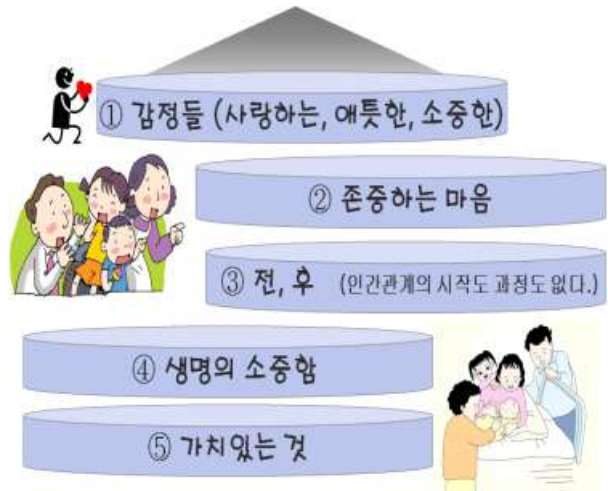 ① 감정들 (사랑하는, 애틋한, 소중한)
② 존중하는 마음
③ 전, 후 (인간관계의 시작도 과정도 없다.)
④ 생명의 소중함
⑤ 가치있는 것